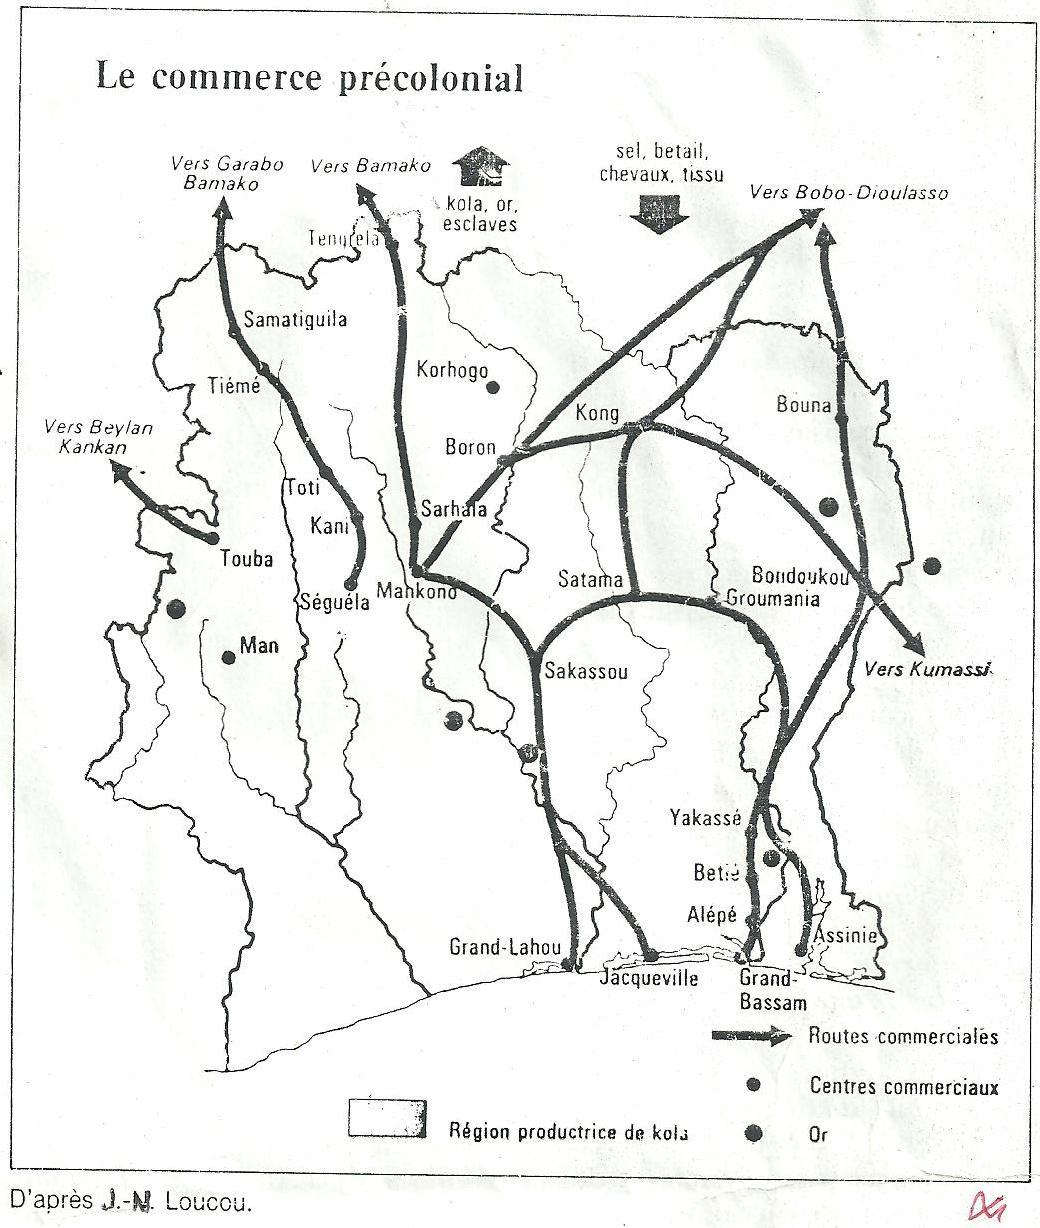 Le commerce précolonial
Vers Garabo
Bamako
Vers Bamako
kola, or,
esclaves
sel, betail,
chevaux, tissu
Vers Bobo-Dioulasso
Samatiguila
Tiémé
Korhogo
Kong
Bouna
Vers Beylan
Kankan
Boron
Toti
Kani
Sarhala
Touba
Séguéla
Mankono
Satama
Bondoukou
Groumania
Man
Sakassou
Vers Kumassi
Yakassé
Betié
Alépé
Assinie
Grand-Lahou
Jacqueville
Grand-
Bassam
Routes commerciales
Centres commerciaux
Région productrice de kola
Or
D'après J.-N. Loucou.